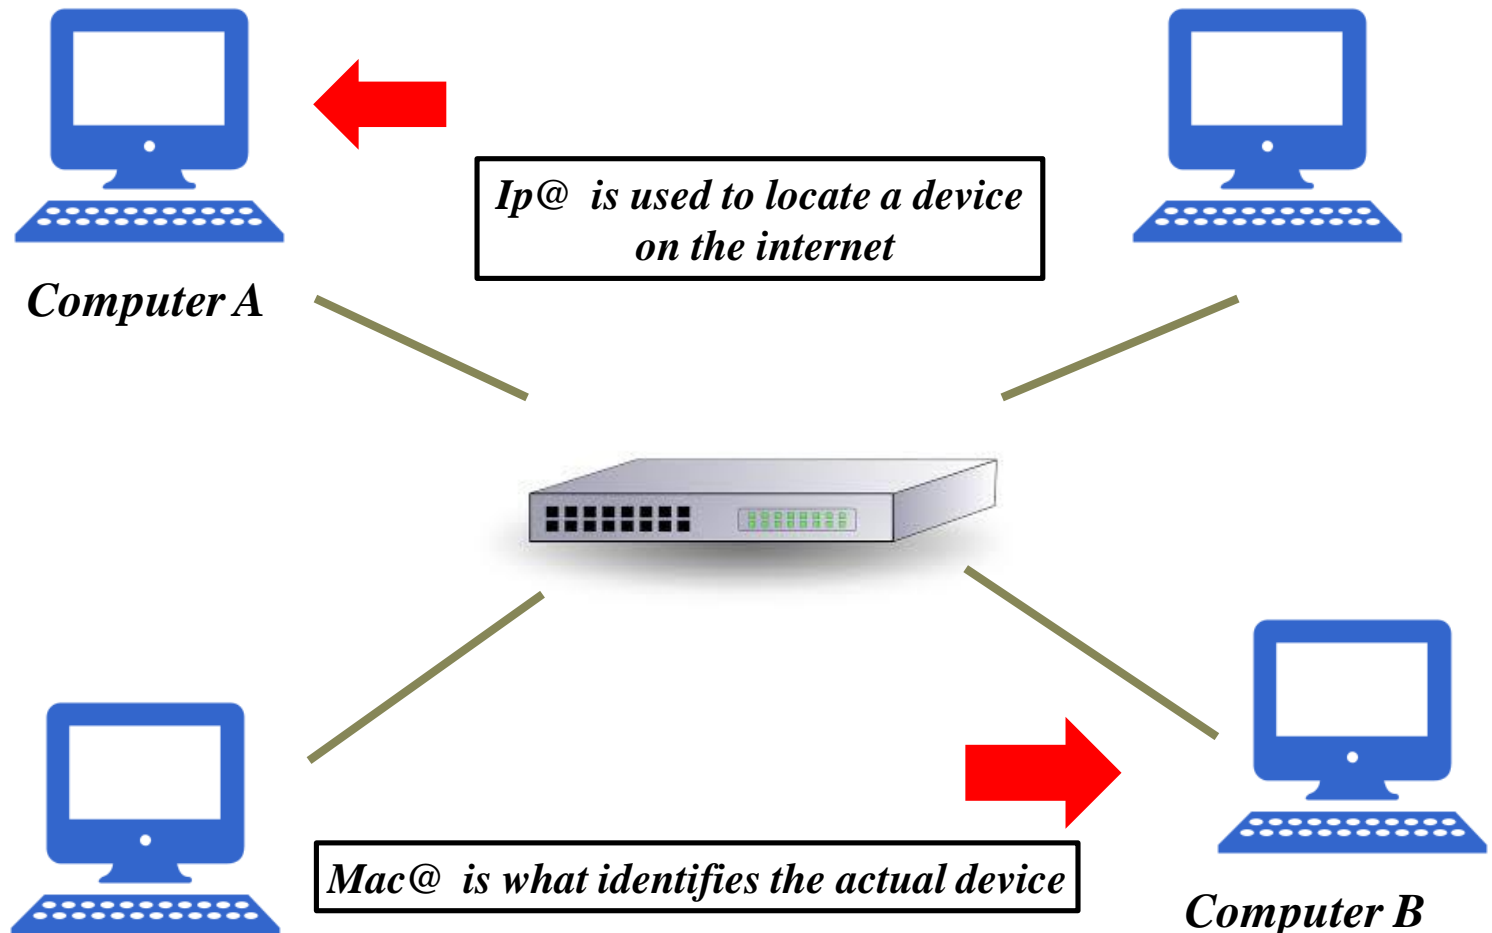 Ip@ is used to locate a device
on the internet
Computer A
Mac@ is what identifies the actual device
Computer B